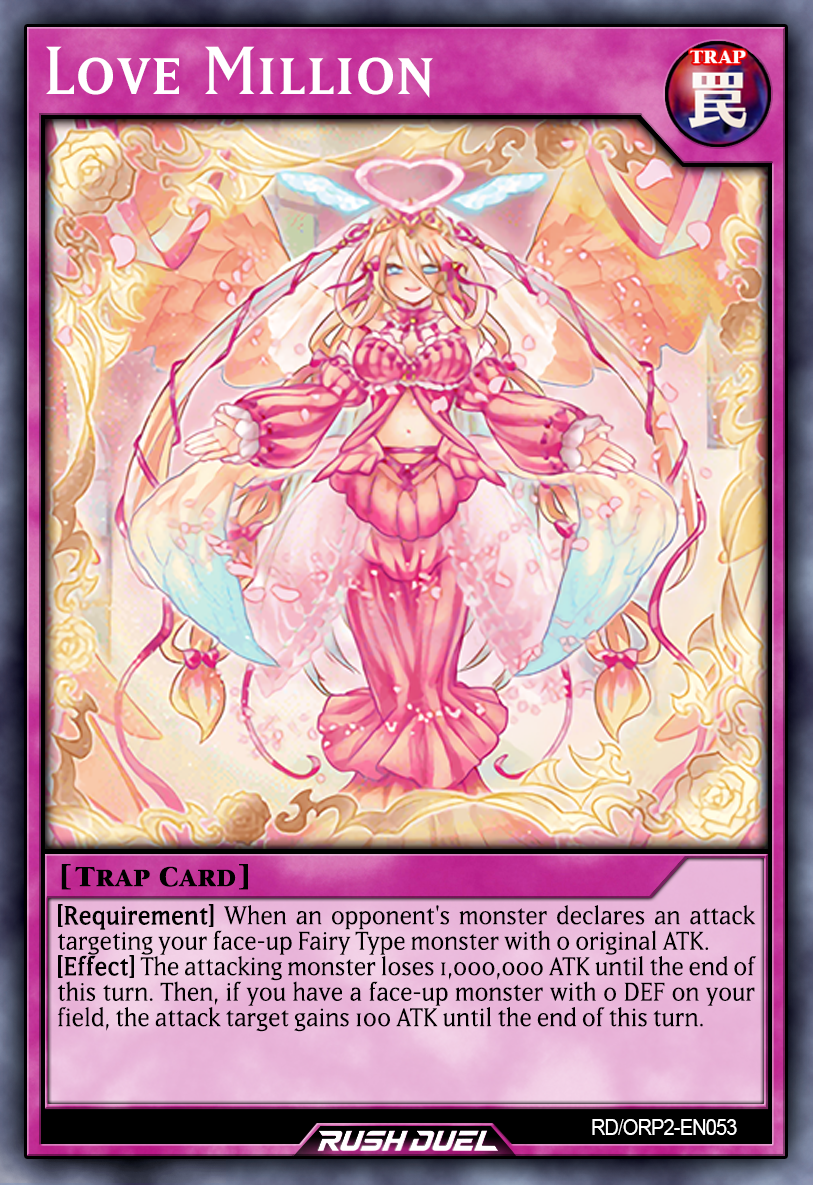 Love Million
TRAP
罠
[Trap Card]
[Requirement] When an opponent's monster declares an attack
targeting your face-up Fairy Type monster with 0 original ATK.
[Effect] The attacking monster loses 1,000,000 ATK until the end of
this turn. Then, if you have a face-up monster with 0 DEF on your
field, the attack target gains 100 ATK until the end of this turn.
RD/ORP2-EN053
RUSH DUEL